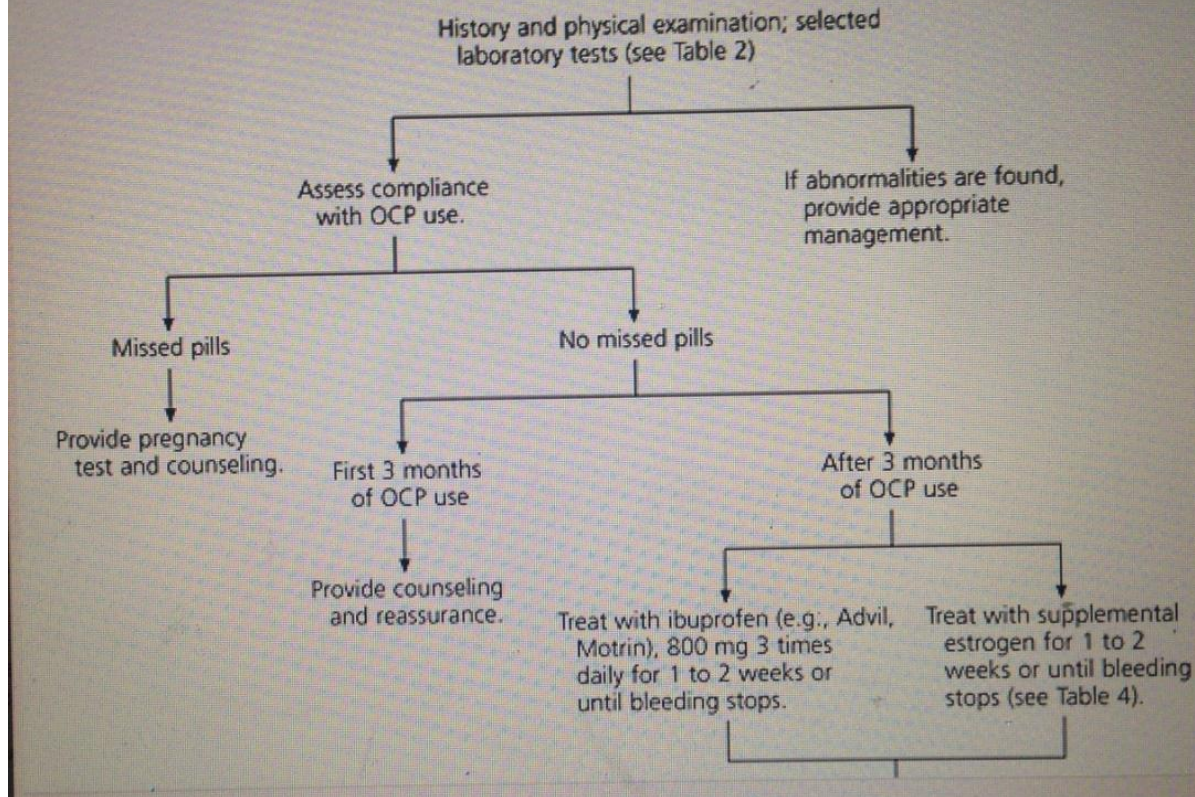 History and physical examination; selected
laboratory tests (see Table 2)
Assess compliance
with OCP use.
If abnormalities are found,
provide appropriate
management.
Missed pills
No missed pills
Provide pregnancy
test and counseling.
First 3 months
of OCP use
After 3 months
of OCP use
Provide counseling
and reassurance.
Treat with ibuprofen (e.g., Advil,
Motrin), 800 mg 3 times
daily for 1 to 2 weeks or
until bleeding stops.
Treat with supplemental
estrogen for 1 to 2
weeks or until bleeding
stops (see Table 4).